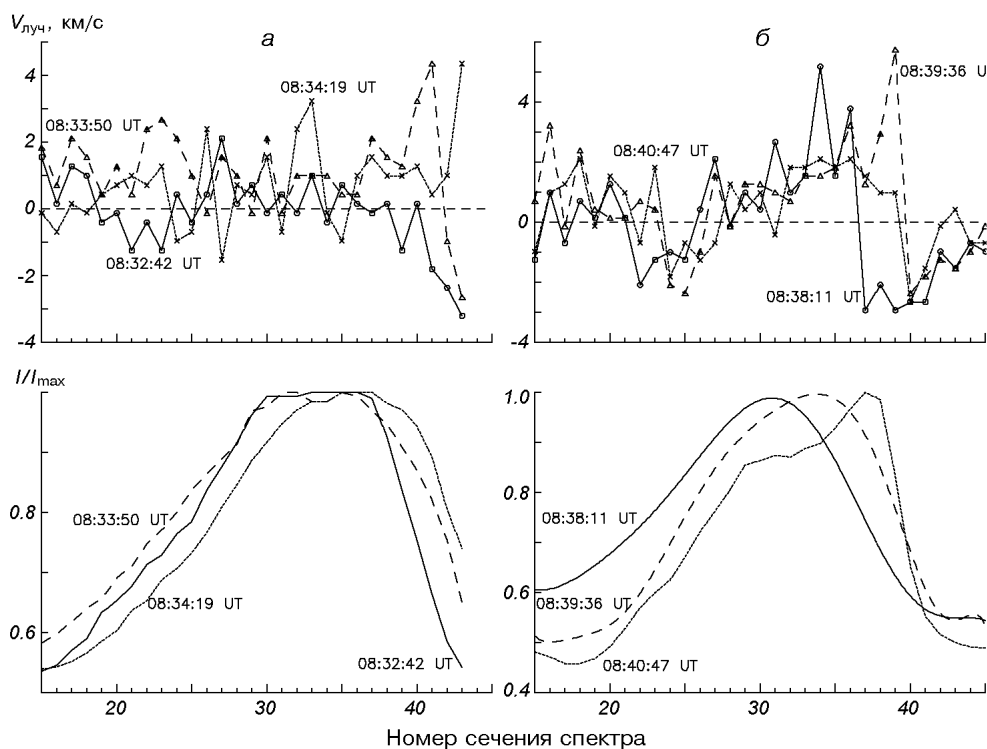 Vлуч, км/с
а
б
4
2
0
-2
-4
08:33:50 UT
08:34:19 UT
08:32:42 UT
4
0
-4
08:39:36 U
08:40:47 UT
08:38:11 UT
I/Imax
0.8
0.6
08:33:50 UT
08:34:19 UT
08:32:42 UT
1.0
0.8
0.6
0.4
08:38:11 UT
08:39:36 UT
08:40:47 UT
20 30 40
20 30 40
Номер сечения спектра